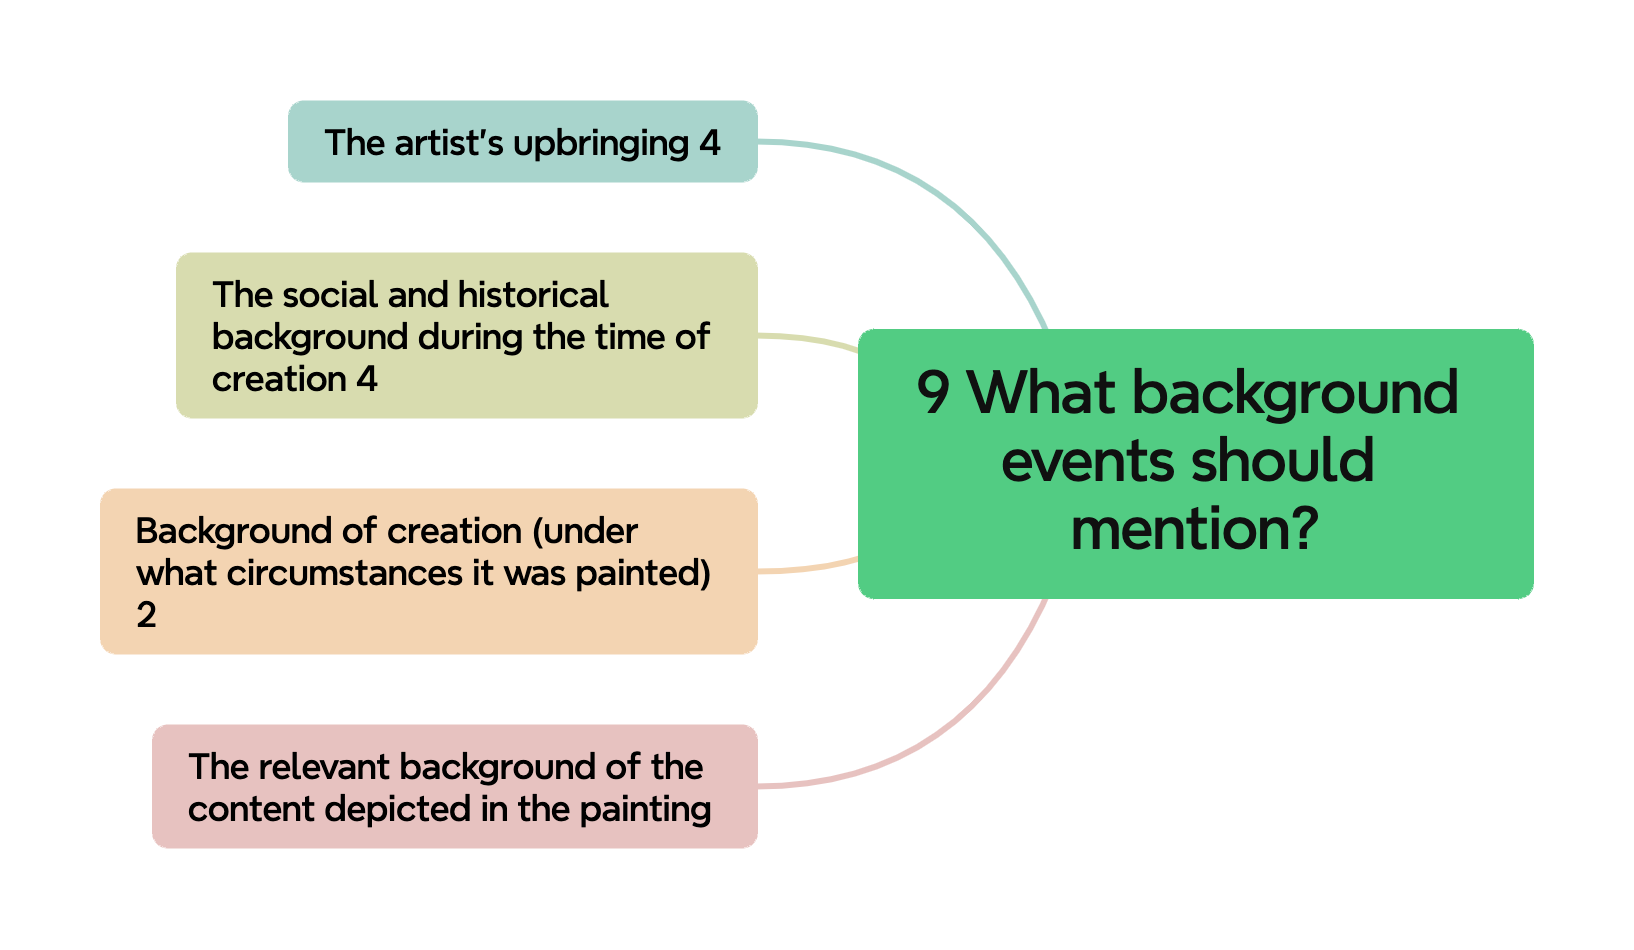 The artist's upbringing 4
The social and historical
background during the time of
creation 4
Background of creation (under
what circumstances it was painted)
2
The relevant background of the
content depicted in the painting
9 What background
events should
mention?